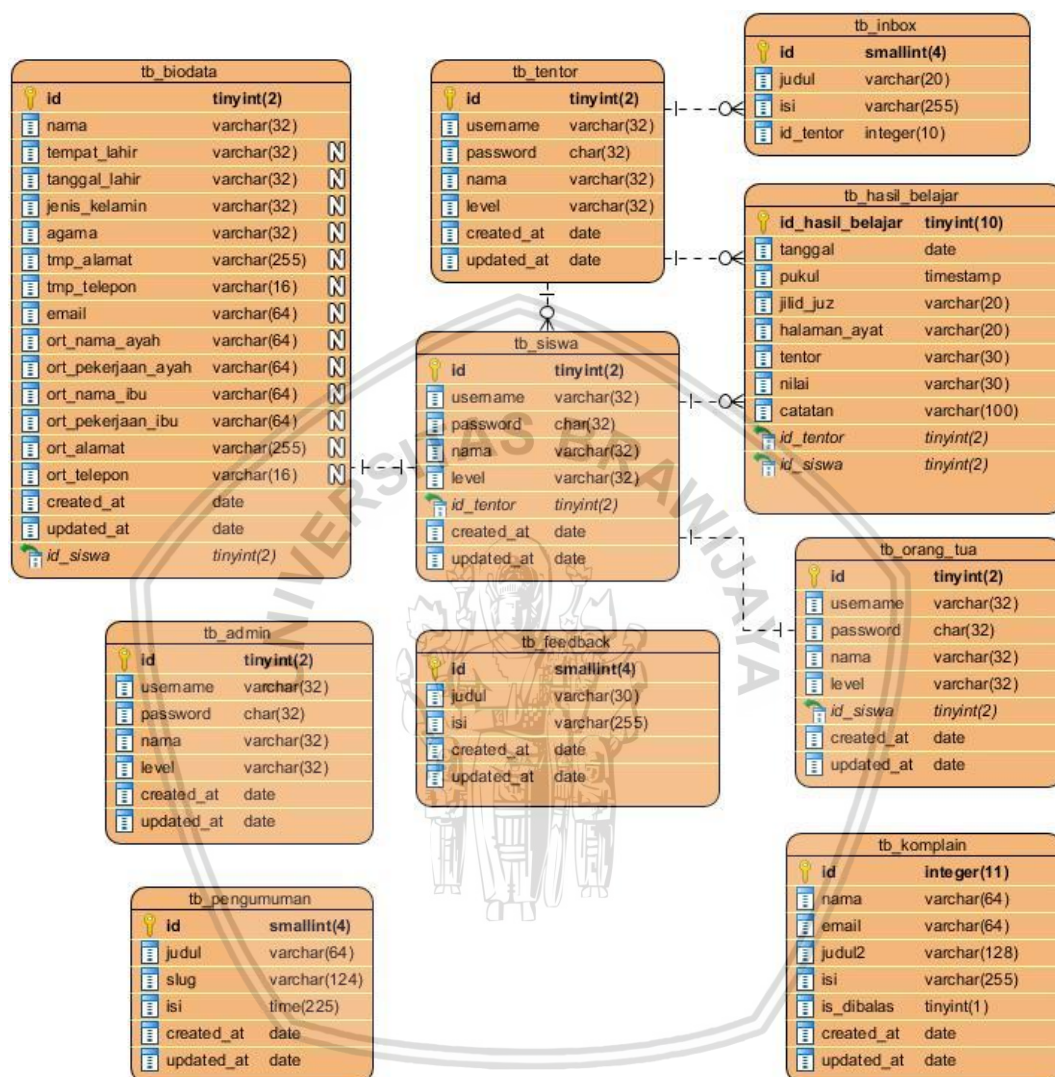 tb_biodata
id tinyint(2)
nama varchar(32)
tempat_lahir varchar(32) N
tanggal_lahir varchar(32) N
jenis_kelamin varchar(32) N
agama varchar(32) N
tmp_alamat varchar(255) N
tmp_telepon varchar(16) N
email varchar(64) N
ort_nama_ayah varchar(64) N
ort_pekerjaan_ayah varchar(64) N
ort_nama_ibu varchar(64) N
ort_pekerjaan_ibu varchar(64) N
ort_alamat varchar(255) N
ort_telepon varchar(16) N
created_at date
updated_at date
id_siswa tinyint(2)
tb_tentor
id tinyint(2)
username varchar(32)
password char(32)
nama varchar(32)
level varchar(32)
created_at date
updated_at date
tb_inbox
id smallint(4)
judul varchar(20)
isi varchar(255)
id_tentor integer(10)
tb_hasil_belajar
id_hasil_belajar tinyint(10)
tanggal date
pukul timestamp
jilid_juz varchar(20)
halaman_ayat varchar(20)
tentor varchar(30)
nilai varchar(30)
catatan varchar(100)
id_tentor tinyint(2)
id_siswa tinyint(2)
tb_siswa
id tinyint(2)
username varchar(32)
password char(32)
nama varchar(32)
level varchar(32)
id_tentor tinyint(2)
created_at date
updated_at date
tb_orang_tua
id tinyint(2)
username varchar(32)
password char(32)
nama varchar(32)
level varchar(32)
id_siswa tinyint(2)
created_at date
updated_at date
tb_admin
id tinyint(2)
username varchar(32)
password char(32)
nama varchar(32)
level varchar(32)
created_at date
updated_at date
tb_feedback
id smallint(4)
judul varchar(30)
isi varchar(255)
created_at date
updated_at date
tb_pengumuman
id smallint(4)
judul varchar(64)
slug varchar(124)
isi time(225)
created_at date
updated_at date
tb_komplain
id integer(11)
nama varchar(64)
email varchar(64)
judul2 varchar(128)
isi varchar(255)
is_dibalas tinyint(1)
created_at date
updated_at date
UNIVERSITAS BRAWIJAYA